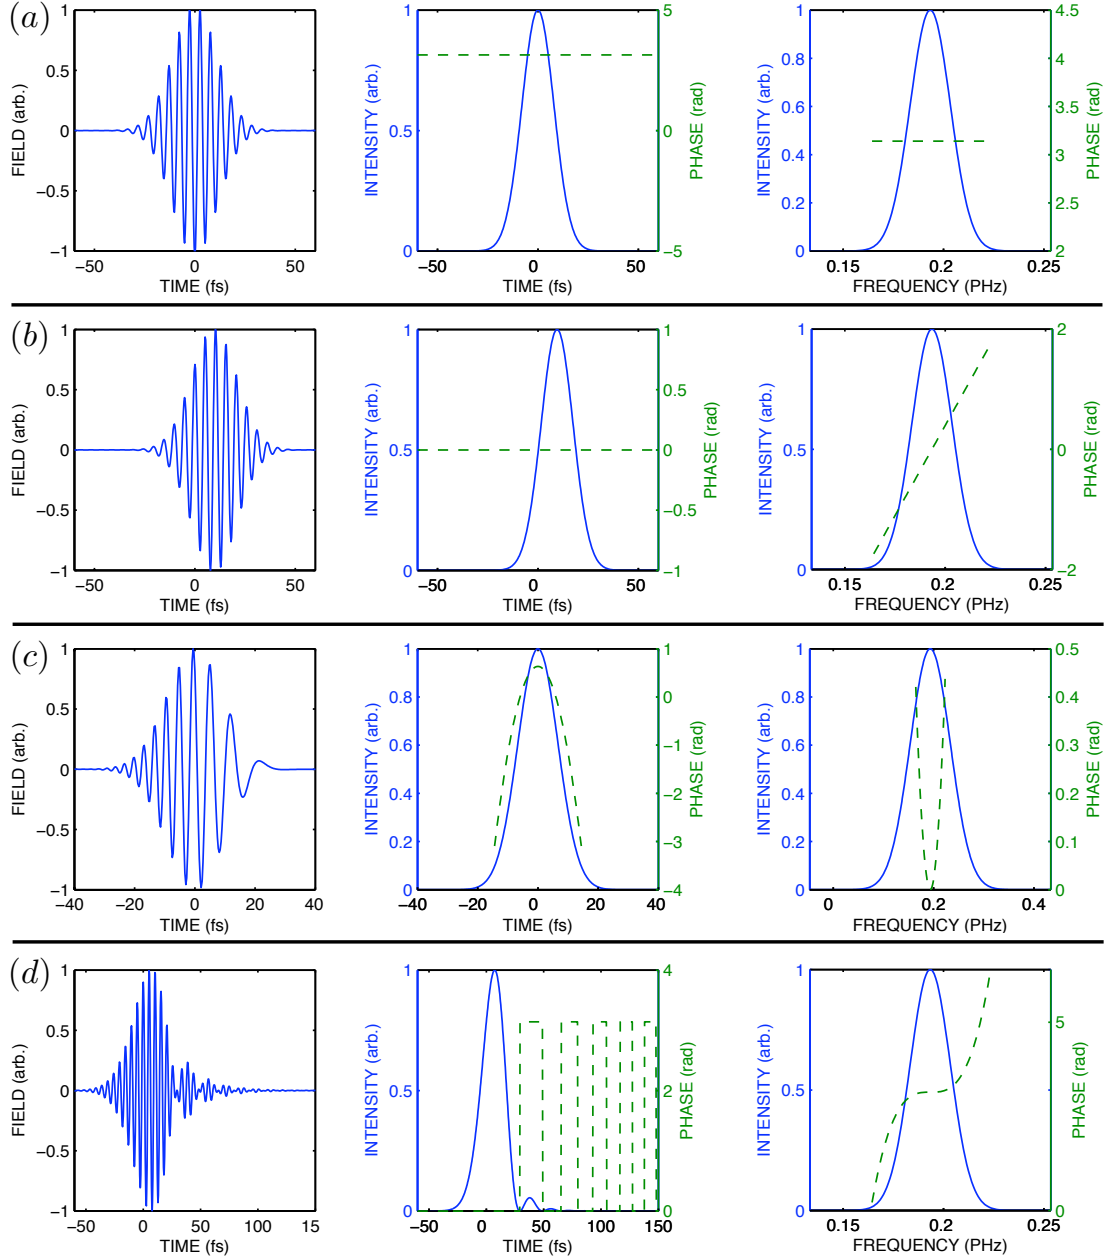 (a)
FIELD (arb.)
1
0.5
0
−0.5
−1
−50 0 50
TIME (fs)
INTENSITY (arb.)
1
0.5
0
−50 0 50
TIME (fs)
5
0
−5
PHASE (rad)
INTENSITY (arb.)
1
0.8
0.6
0.4
0.2
0
0.15 0.2 0.25
FREQUENCY (PHz)
4.5
4
3.5
3
2.5
2
PHASE (rad)
(b)
FIELD (arb.)
1
0.5
0
−0.5
−1
−50 0 50
TIME (fs)
INTENSITY (arb.)
1
0.5
0
−50 0 50
TIME (fs)
1
0.5
0
−0.5
−1
PHASE (rad)
INTENSITY (arb.)
1
0.5
0
0.15 0.2 0.25
FREQUENCY (PHz)
2
1
0
−1
−2
PHASE (rad)
(c)
FIELD (arb.)
1
0.5
0
−0.5
−1
−40 −20 0 20 40
TIME (fs)
INTENSITY (arb.)
1
0.8
0.6
0.4
0.2
0
−40 −20 0 20 40
TIME (fs)
1
0
−1
−2
−3
−4
PHASE (rad)
INTENSITY (arb.)
1
0.8
0.6
0.4
0.2
0
0 0.2 0.4
FREQUENCY (PHz)
0.5
0.4
0.3
0.2
0.1
0
PHASE (rad)
(d)
FIELD (arb.)
1
0.5
0
−0.5
−1
−50 0 50 100 15
TIME (fs)
INTENSITY (arb.)
1
0.5
0
−50 0 50 100 150
TIME (fs)
4
2
0
PHASE (rad)
INTENSITY (arb.)
1
0.5
0
0.15 0.2 0.25
FREQUENCY (PHz)
5
0
PHASE (rad)